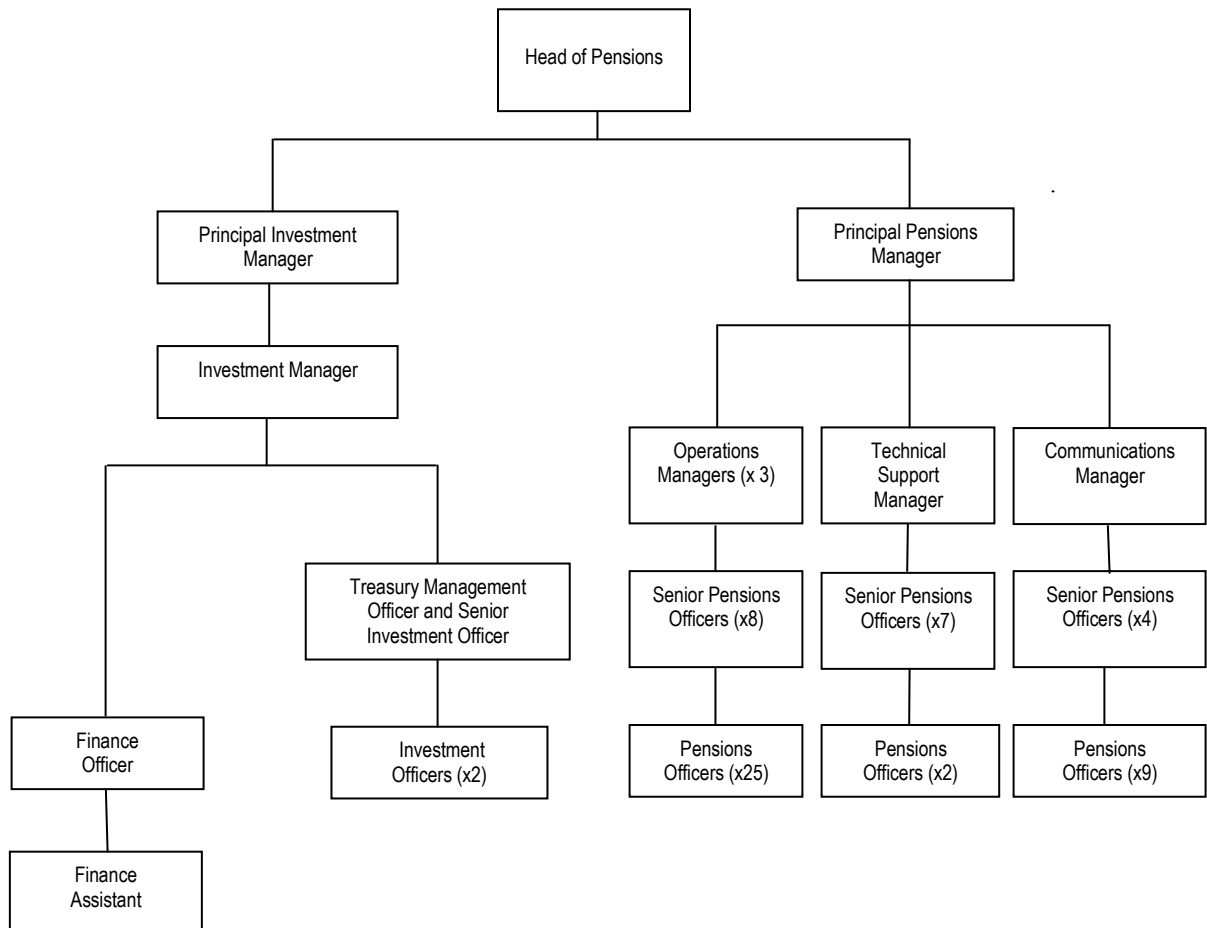 Head of Pensions
Principal Investment
Manager
Principal Pensions
Manager
Investment Manager
Operations
Managers (x 3)
Technical
Support
Manager
Communications
Manager
Treasury Management
Officer and Senior
Investment Officer
Senior Pensions
Officers (x8)
Senior Pensions
Officers (x7)
Senior Pensions
Officers (x4)
Finance
Officer
Investment
Officers (x2)
Pensions
Officers (x25)
Pensions
Officers (x2)
Pensions
Officers (x9)
Finance
Assistant